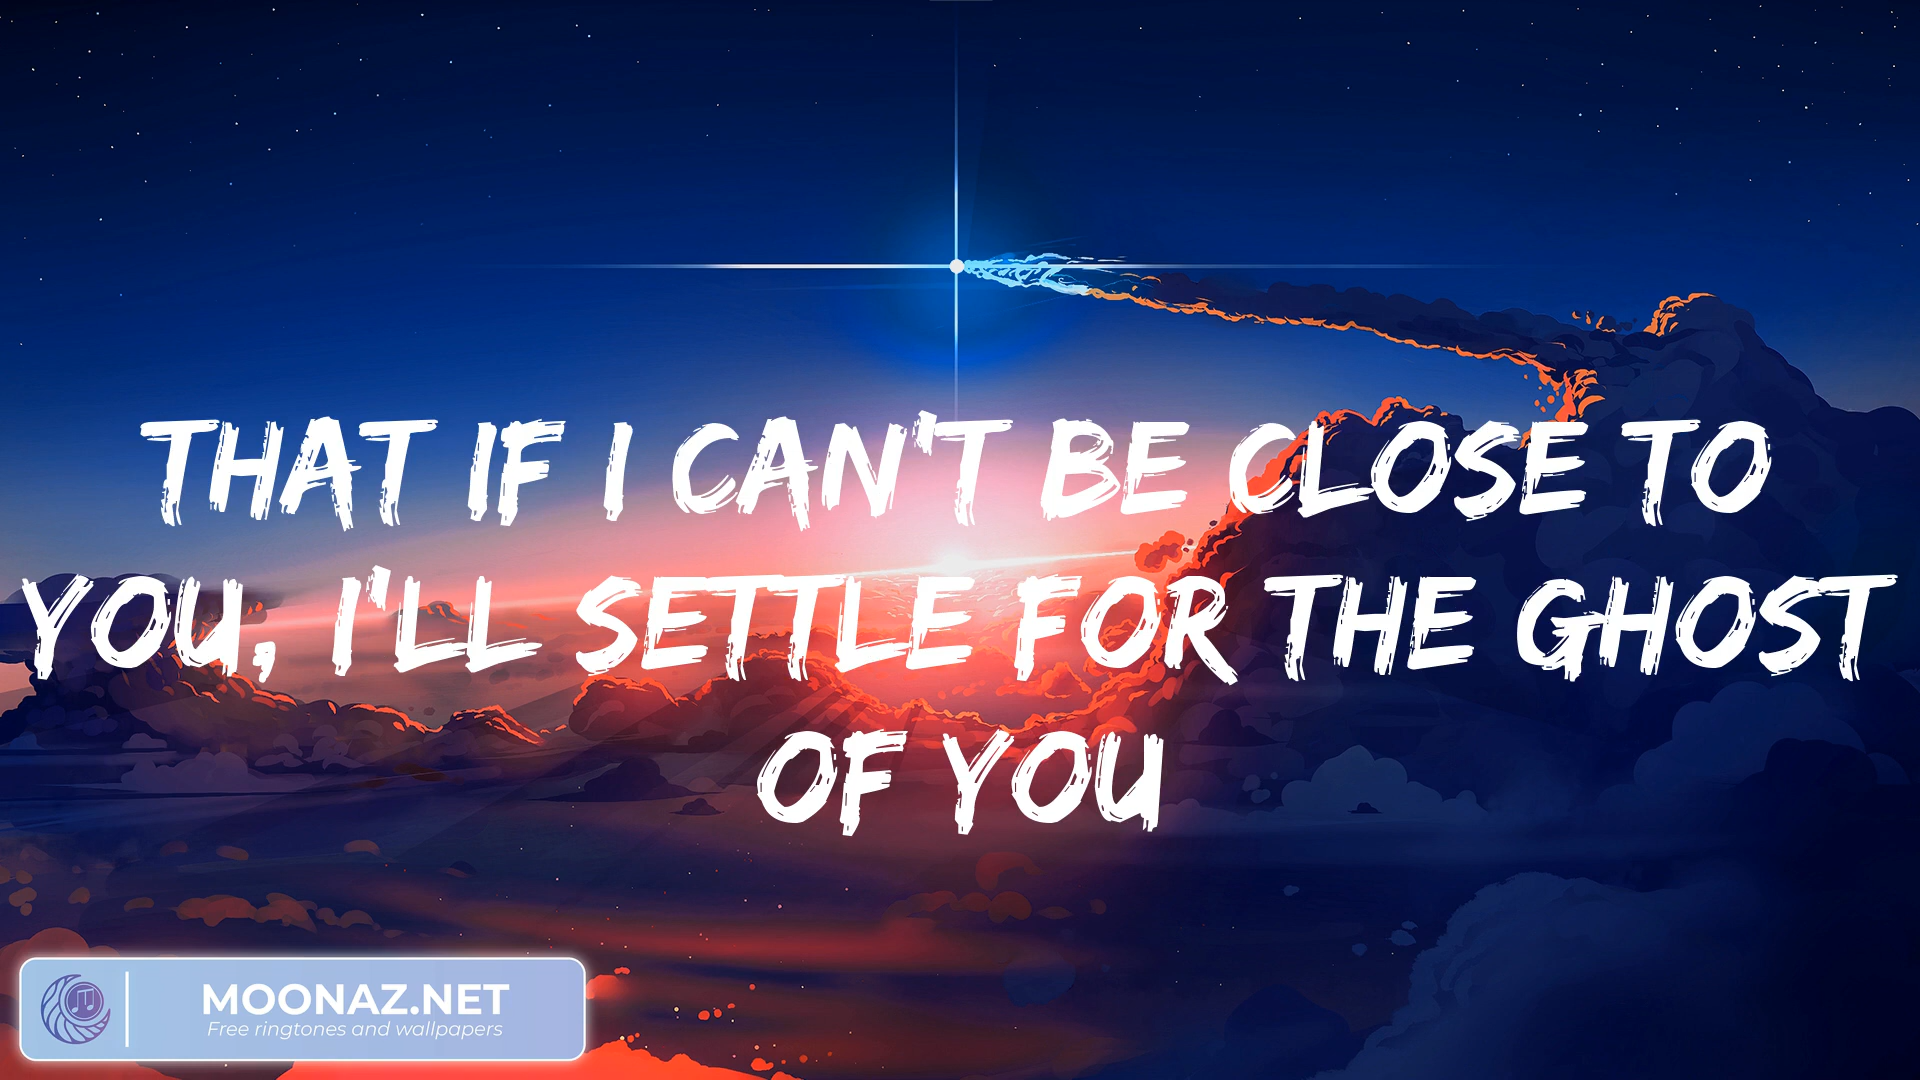 THAT IF I CAN'T BE CLOSE TO
YOU, I'LL SETTLE FOR THE GHOST
OF YOU
MOONAZ.NET
Free ringtones and wallpapers